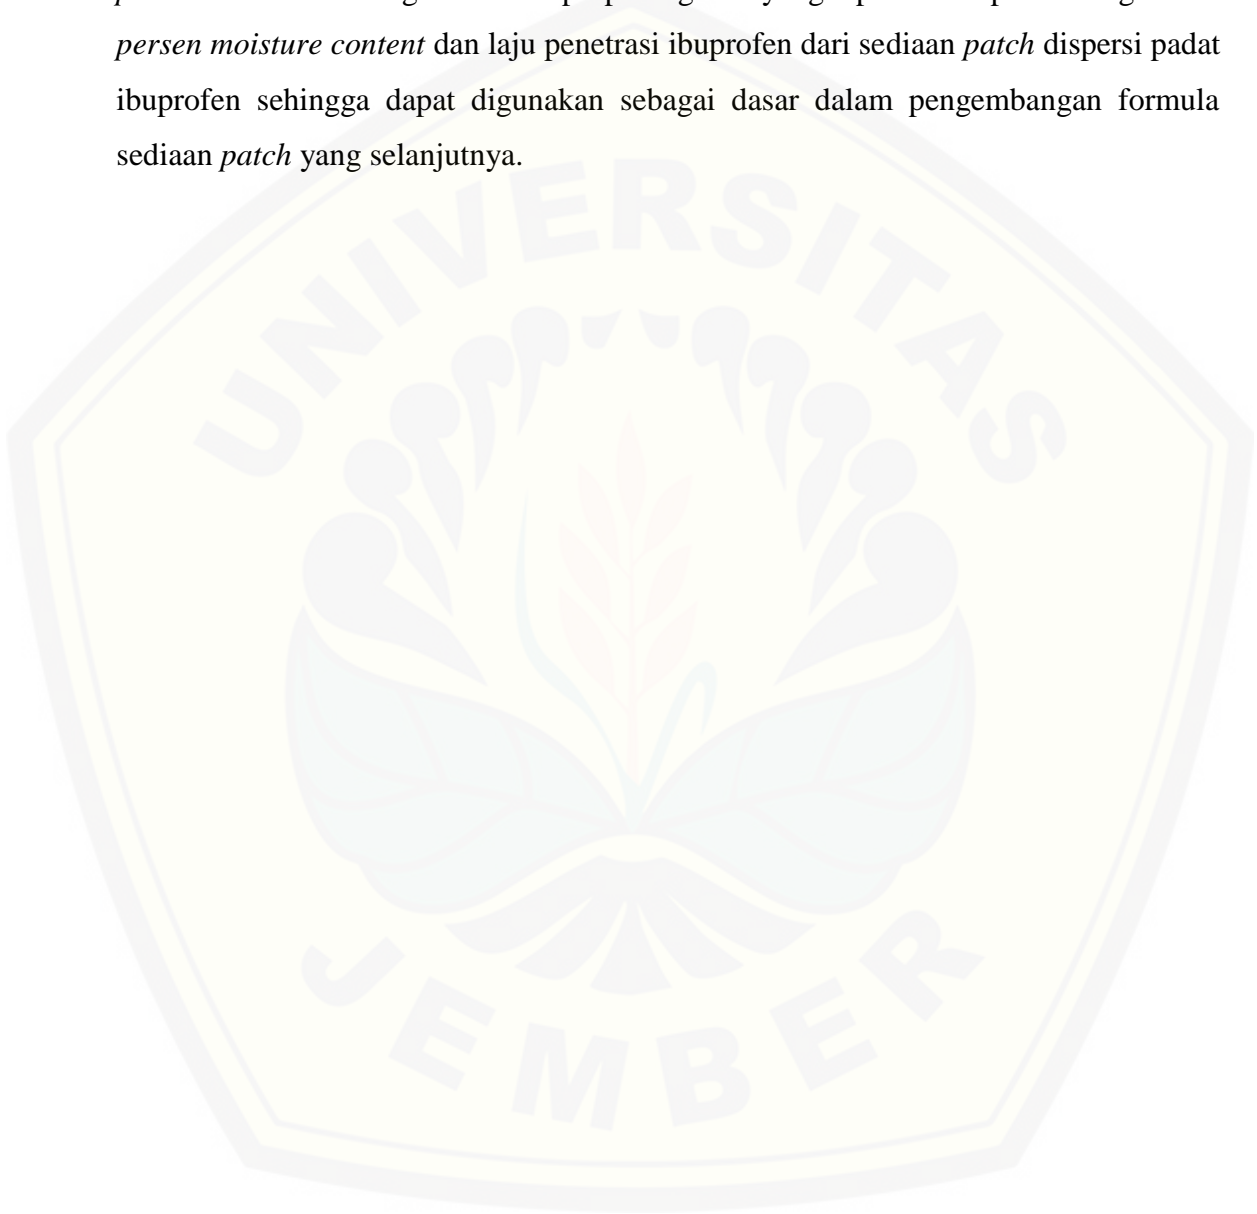 persen moisture content dan laju penetrasi ibuprofen dari sediaan patch dispersi padat
ibuprofen sehingga dapat digunakan sebagai dasar dalam pengembangan formula
sediaan patch yang selanjutnya.
UNIVERSITAS
JEMBER